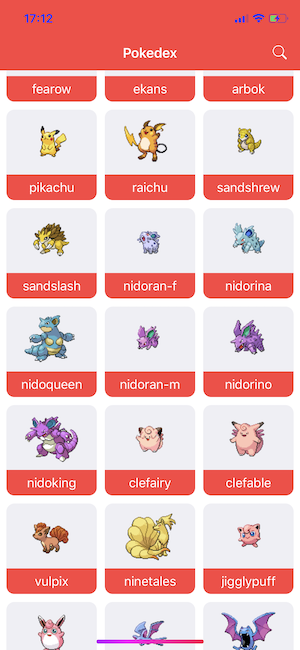 17:12
Pokedex
fearow
ekans
arbok
pikachu
raichu
sandshrew
sandslash
nidoran-f
nidorina
nidoqueen
nidoran-m
nidorino
nidoking
clefairy
clefable
vulpix
ninetales
jigglypuff